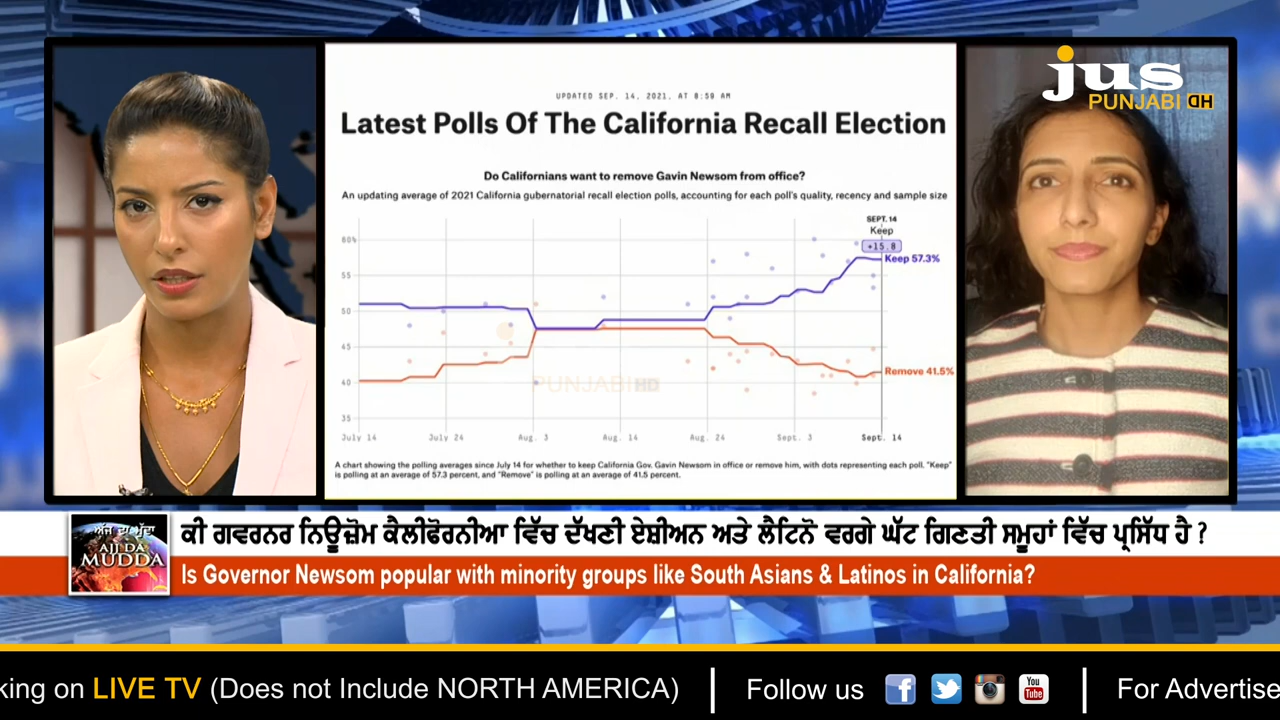 jus
PUNJABI HD
UPDATED SEP. 14, 2021, AT 8:50 AM
Latest Polls Of The California Recall Election
Do Californians want to remove Gavin Newsom from office?
An updating average of 2021 California gubernatorial recall election polls, accounting for each poll's quality, recency and sample size
SEPT. 14
Keep
+15.8
60%
Keep 57.3%
55
50
45
Remove 41.5%
40
PUNJABI HD
35
July 14 July 24 Aug. 3 Aug. 14 Aug. 24 Sept. 3 Sept. 14
A chart showing the polling averages since July 14 for whether to keep California Gov. Gavin Newsom in office or remove him, with dots representing each poll. "Keep"
is polling at an average of 57.3 percent, and "Remove" is polling at an average of 41.5 percent.
ਅੱਜ ਦਾ ਮੁੱਦਾ
AJJ DA
MUDDA
ਕੀ ਗਵਰਨਰ ਨਿਊਜ਼ੋਮ ਕੈਲੀਫੋਰਨੀਆ ਵਿੱਚ ਦੱਖਣੀ ਏਸ਼ੀਅਨ ਅਤੇ ਲੈਟਿਨੋ ਵਰਗੇ ਘੱਟ ਗਿਣਤੀ ਸਮੂਹਾਂ ਵਿੱਚ ਪ੍ਰਸਿੱਧ ਹੈ ?
Is Governor Newsom popular with minority groups like South Asians & Latinos in California?
king on LIVE TV (Does not Include NORTH AMERICA) | Follow us
You
Tube
| For Advertise